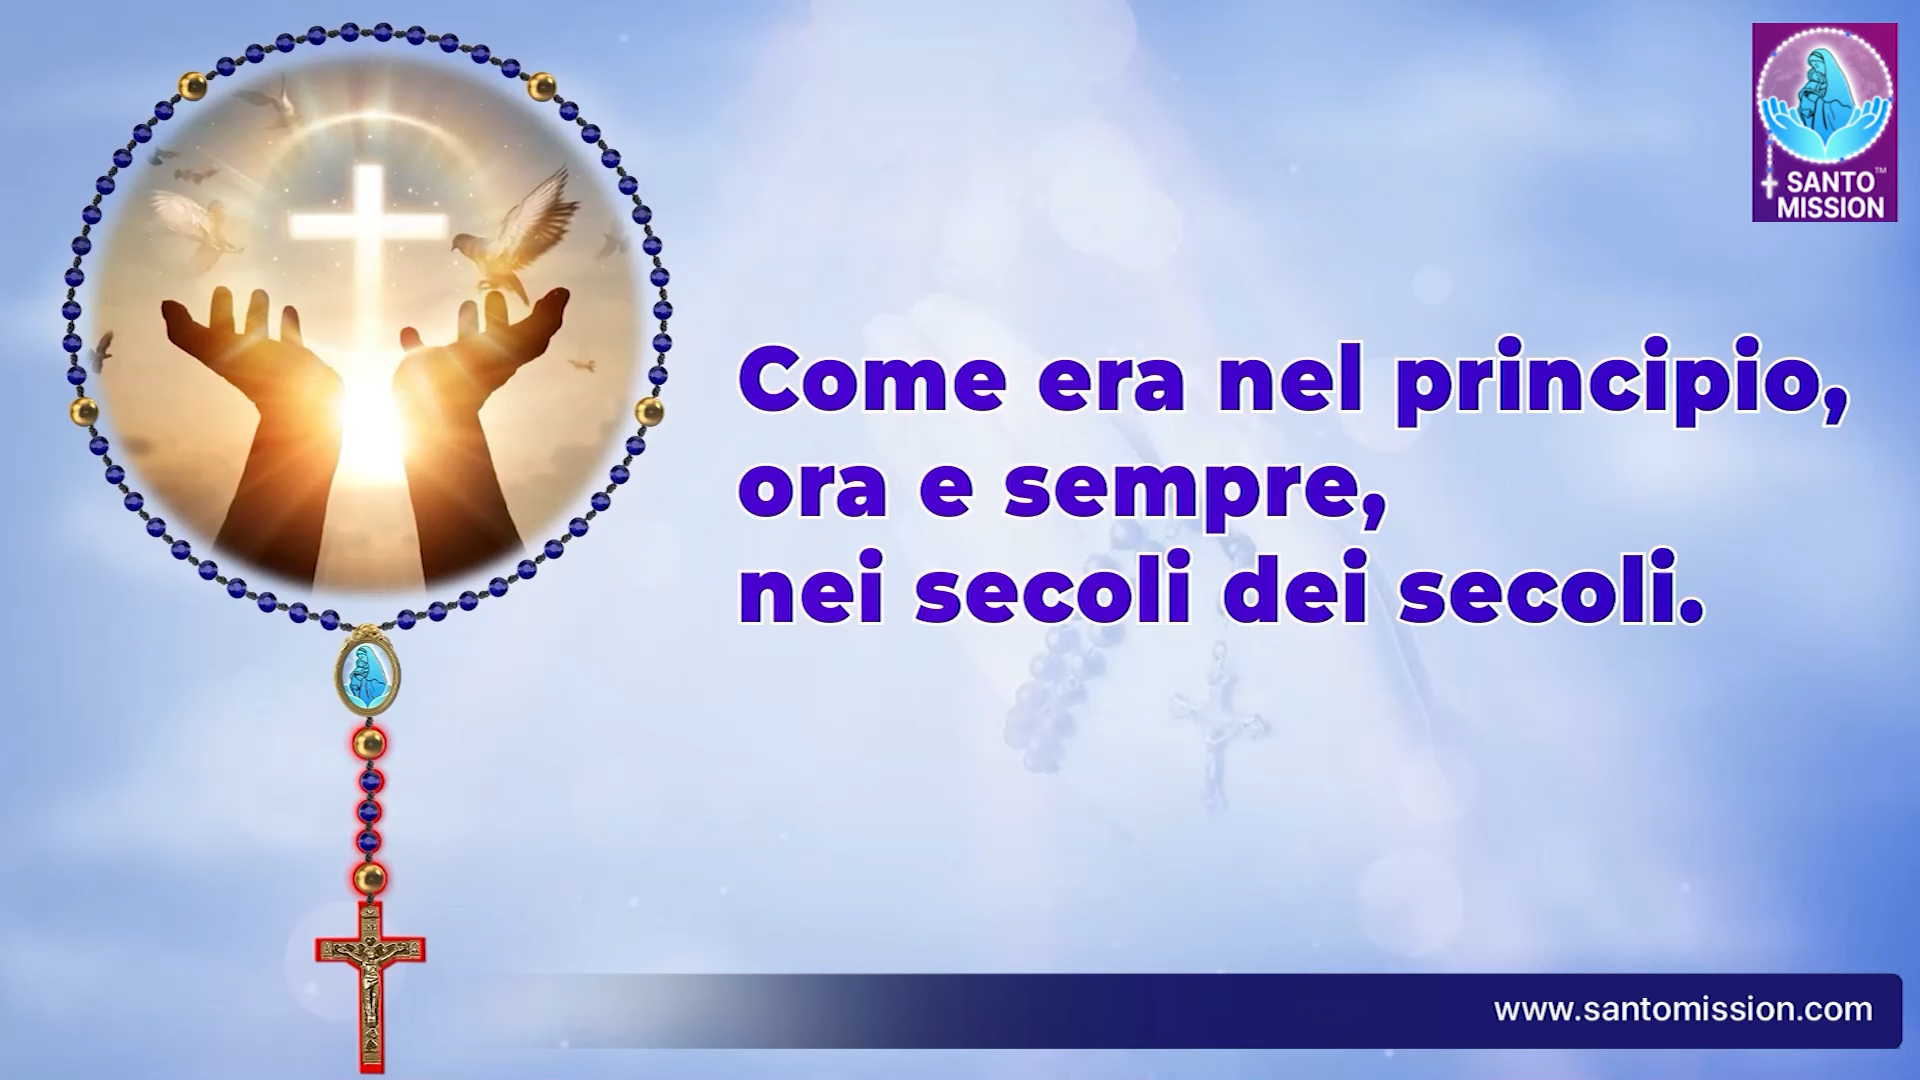 SANTO™
MISSION
Come era nel principio,
ora e sempre,
nei secoli dei secoli.
www.santomission.com